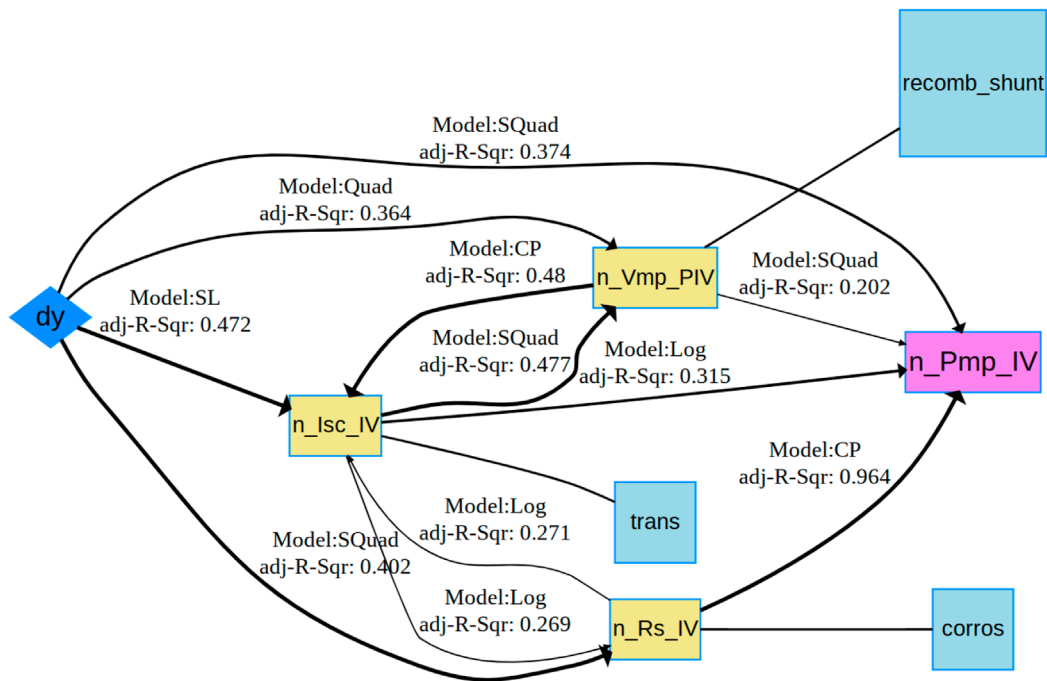 recomb_shunt
Model:SQuad
adj-R-Sqr: 0.374
Model:Quad
adj-R-Sqr: 0.364
Model:CP
adj-R-Sqr: 0.48
n_Vmp_PIV
Model:SQuad
adj-R-Sqr: 0.202
dy
Model:SL
adj-R-Sqr: 0.472
Model:SQuad
adj-R-Sqr: 0.477
Model:Log
adj-R-Sqr: 0.315
n_Pmp_IV
n_Isc_IV
Model:CP
adj-R-Sqr: 0.964
Model:Log
adj-R-Sqr: 0.271
trans
Model:SQuad
adj-R-Sqr: 0.402
Model:Log
adj-R-Sqr: 0.269
n_Rs_IV
corros